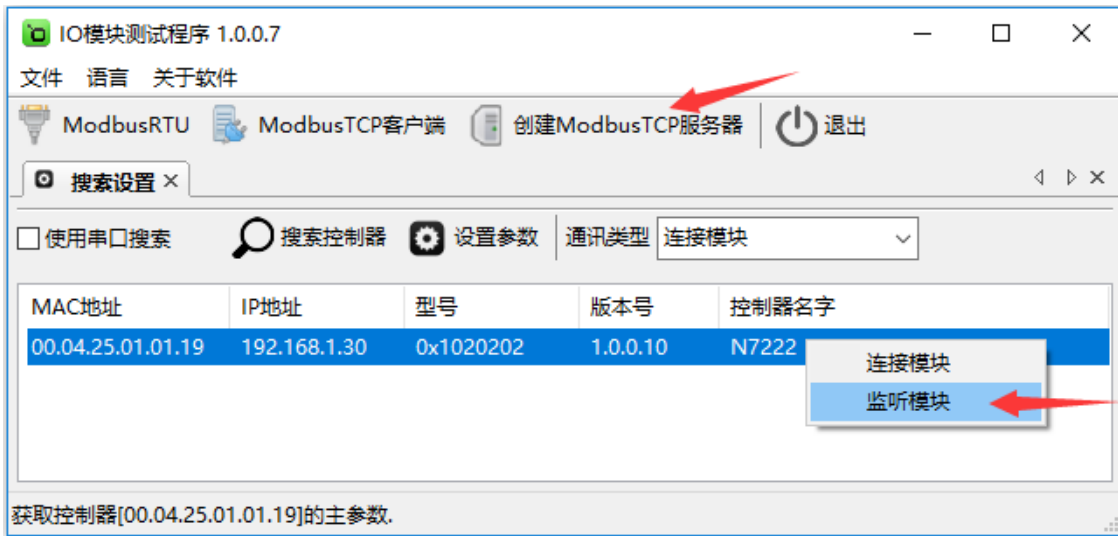 IO模块测试程序 1.0.0.7
文件 语言 关于软件
ModbusRTU ModbusTCP客户端 创建ModbusTCP服务器 退出
搜索设置
使用串口搜索 搜索控制器 设置参数 通讯类型 连接模块
MAC地址 IP地址 型号 版本号 控制器名字
00.04.25.01.01.19 192.168.1.30 0x1020202 1.0.0.10 N7222
连接模块
监听模块
获取控制器[00.04.25.01.01.19]的主参数.